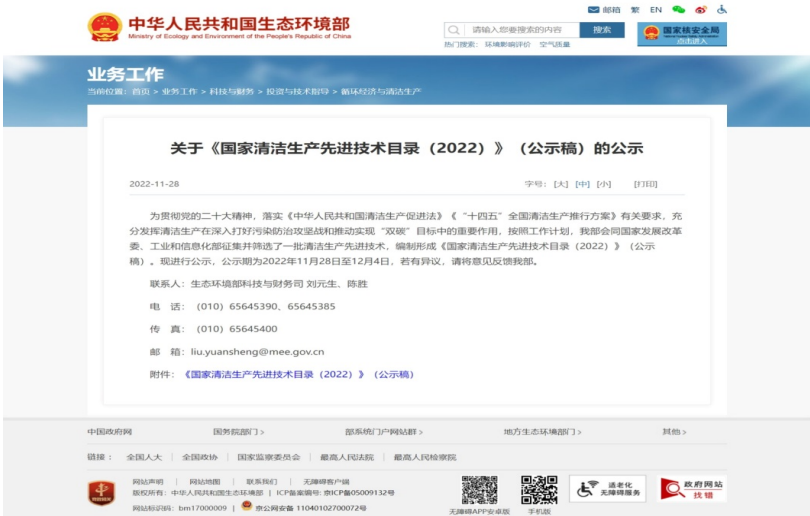 邮箱 繁 EN
中华人民共和国生态环境部
Ministry of Ecology and Environment of the People's Republic of China
请输入您要搜索的内容 搜索
国家核安全局
点击进入
热门搜索: 环境影响评价 空气质量
业务工作
当前位置: 首页 > 业务工作 > 科技与财务 > 投资与技术指导 > 循环经济与清洁生产
关于《国家清洁生产先进技术目录（2022）》（公示稿）的公示
2022-11-28 字号: [大] [中] [小] [打印]
为贯彻党的二十大精神，落实《中华人民共和国清洁生产促进法》《 “十四五” 全国清洁生产推行方案》有关要求，充
分发挥清洁生产在深入打好污染防治攻坚战和推动实现 “双碳” 目标中的重要作用，按照工作计划，我部会同国家发展改革
委、工业和信息化部征集并筛选了一批清洁生产先进技术，编制形成《国家清洁生产先进技术目录（2022）》（公示
稿）。现进行公示，公示期为2022年11月28日至12月4日，若有异议，请将意见反馈我部。
联系人：生态环境部科技与财务司 刘元生、陈胜
电 话：（010）65645390、65645385
传 真：（010）65645400
邮 箱：liu.yuansheng@mee.gov.cn
附件：《国家清洁生产先进技术目录（2022）》（公示稿）
中国政府网 国务院部门 > 部系统门户网站群 > 地方生态环境部门 > 其他 >
链接： 全国人大 | 全国政协 | 国家监察委员会 | 最高人民法院 | 最高人民检察院
网站声明 | 网站地图 | 联系我们 | 无障碍客户端
版权所有：中华人民共和国生态环境部 | ICP备案编号: 京ICP备05009132号
网站标识码：bm17000009 | 京公网安备 11040102700072号
无障碍APP安卓版 手机版
适老化
无障碍服务
政府网站
找错